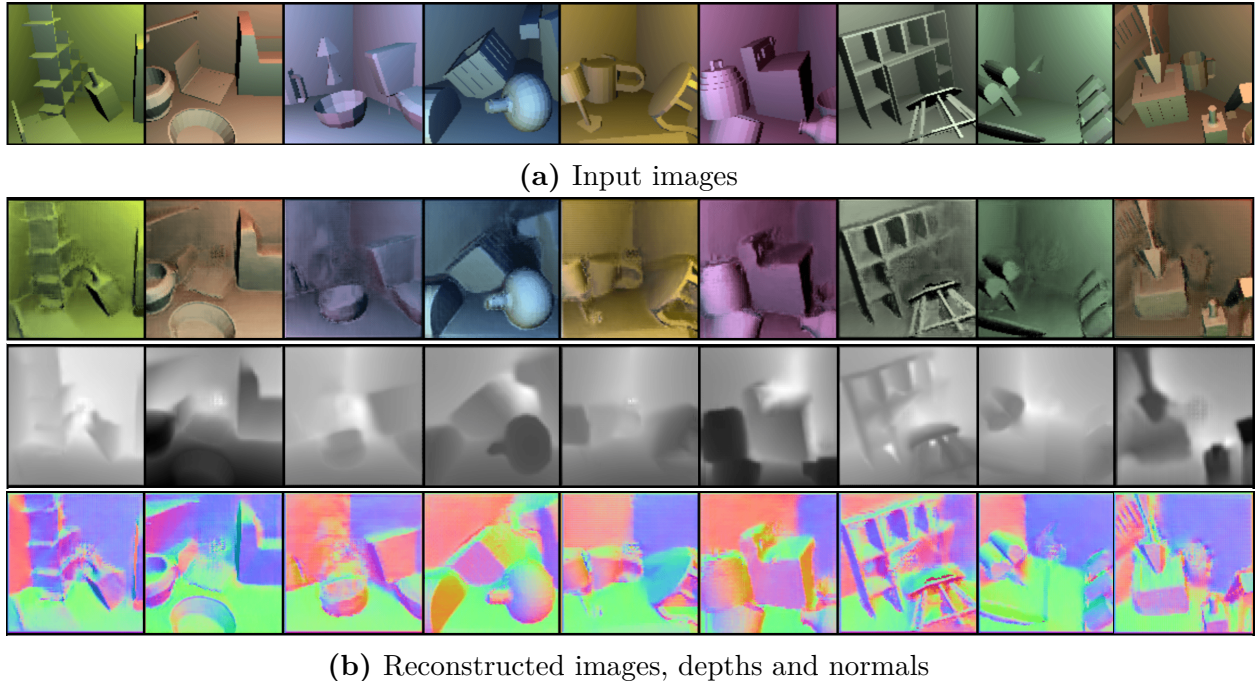 (a) Input images
(b) Reconstructed images, depths and normals